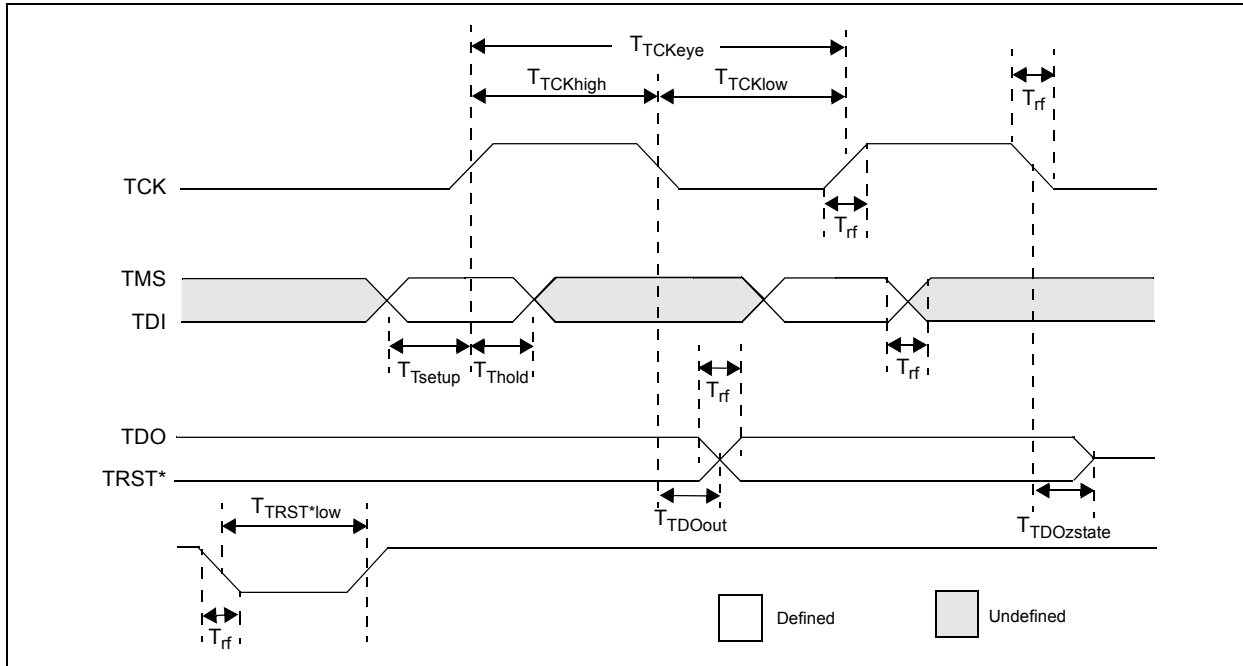 TTCKeye
TTCKhigh
TTCKlow
Trf
TCK
Trf
TMS
TDI
TTsetup
TThold
Trf
Trf
TDO
TRST*
TTRST*low
TTDOout
TTDOzstate
Trf
Defined
Undefined